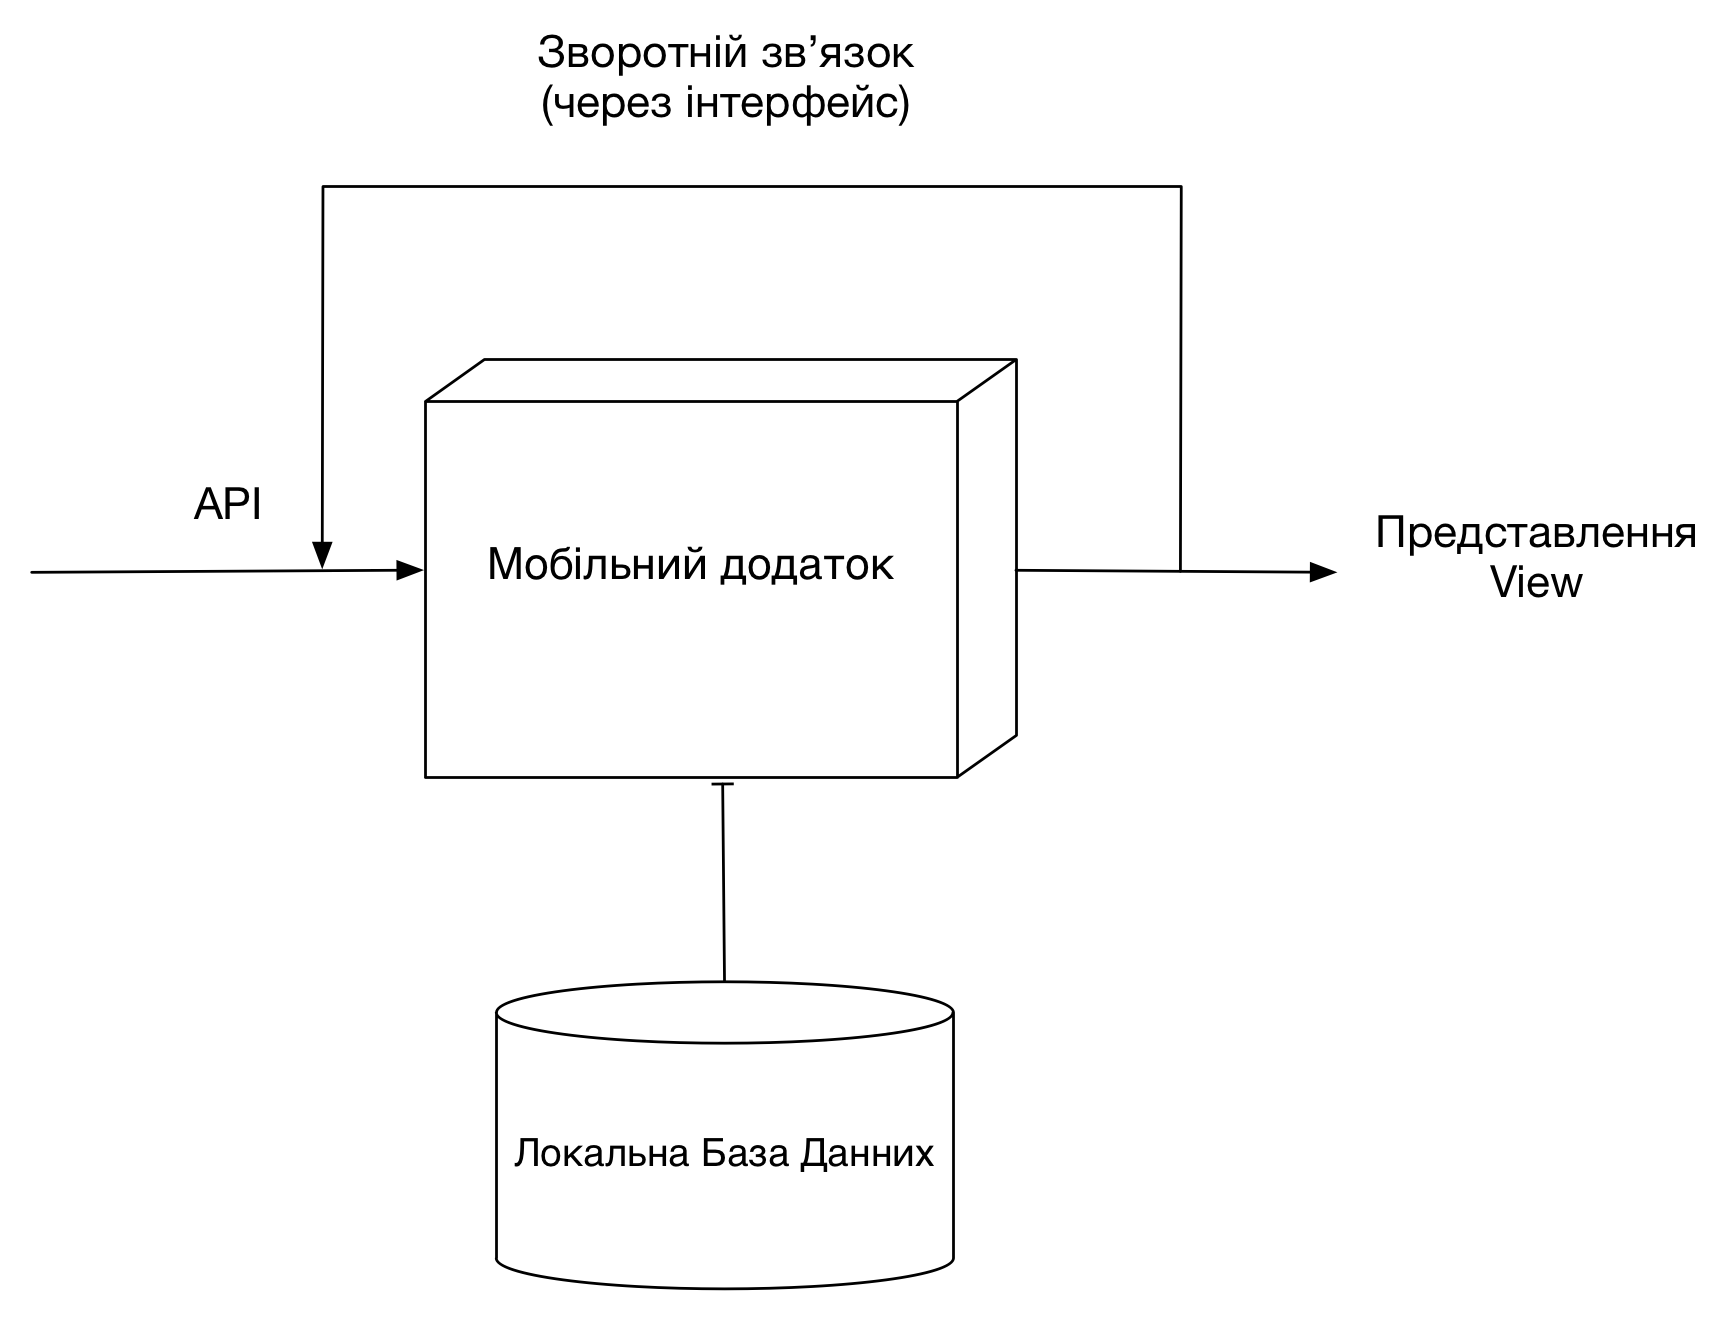 Зворотній зв’язок
(через інтерфейс)
API
Мобільний додаток
Представлення
View
Локальна База Данних